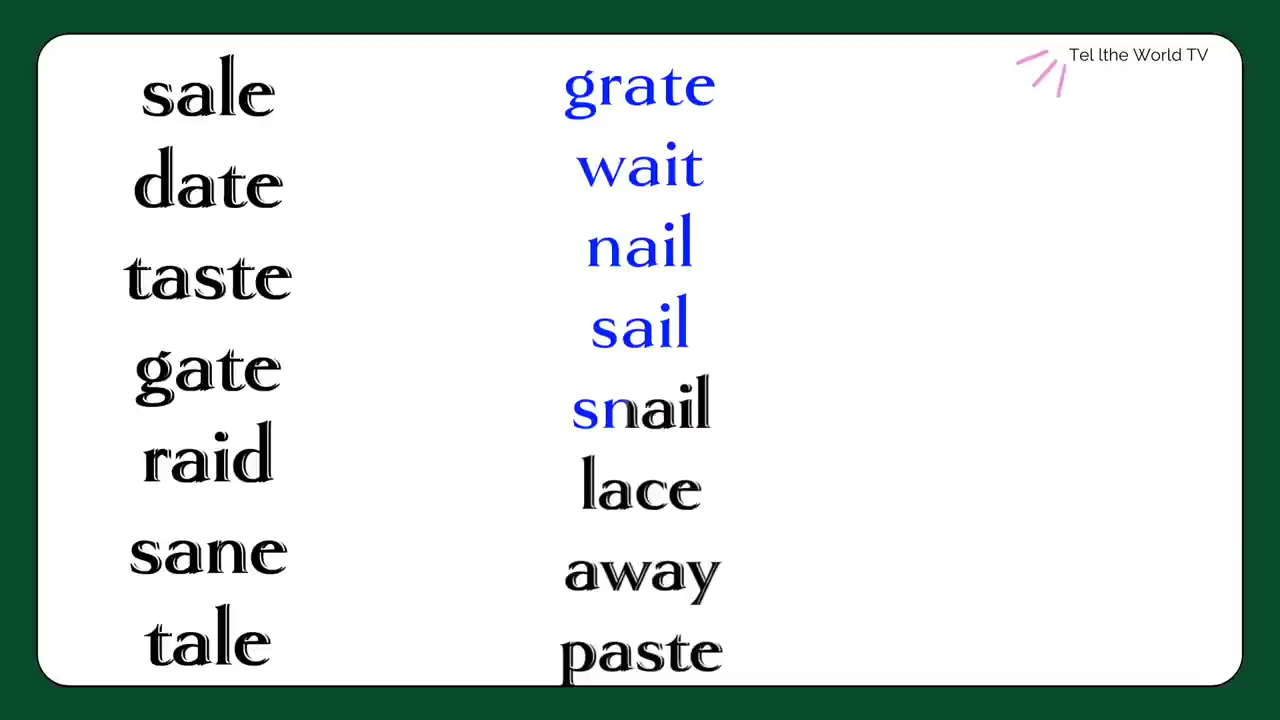 sale
date
taste
gate
raid
sane
tale
grate
wait
nail
sail
snail
lace
away
paste
Tel lthe World TV